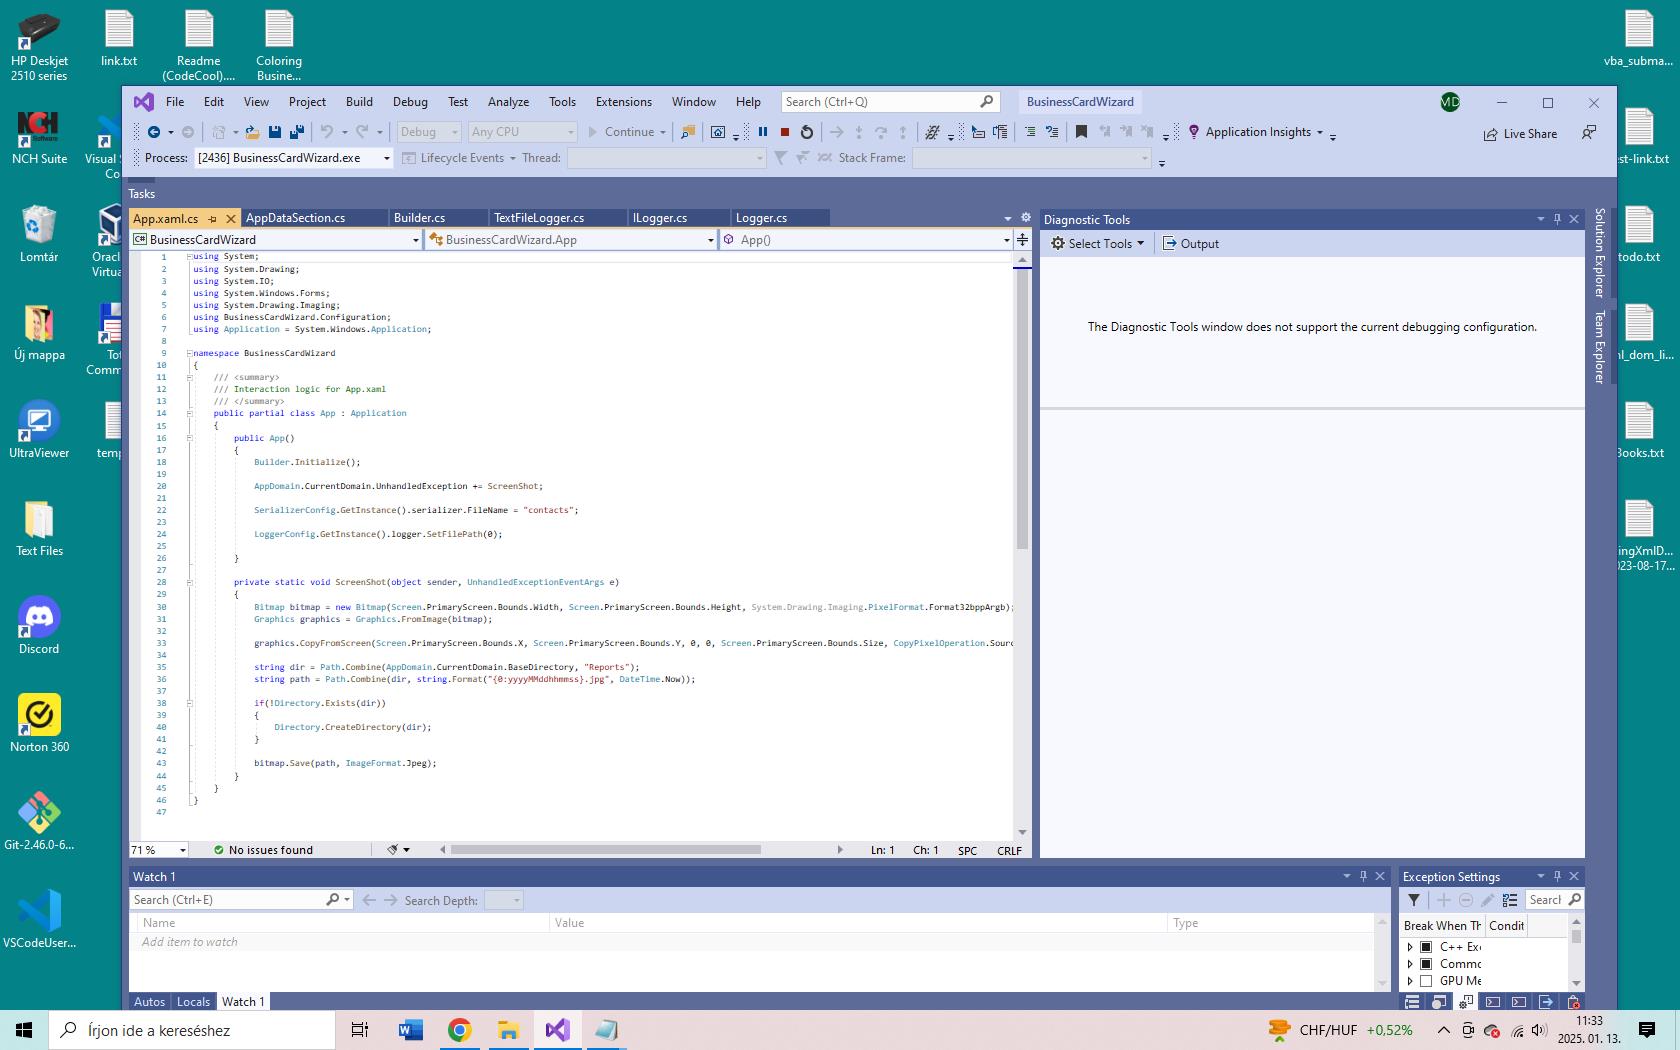 HP Deskjet
2510 series
link.txt
Readme
(CodeCool)....
Coloring
Busine...
vba_subma...
NCH
Software
NCH Suite
Visual S
Co
est-link.txt
Lomtár
Oracl
Virtua
todo.txt
Új mappa
Tot
Comm
nl_dom_li...
UltraViewer
temp
Books.txt
Text Files
ingXmlD...
023-08-17...
Discord
Norton 360
Git-2.46.0-6...
VSCodeUser...
File Edit View Project Build Debug Test Analyze Tools Extensions Window Help Search (Ctrl+Q) BusinessCardWizard MD
Debug Any CPU Continue Application Insights Live Share
Process: [2436] BusinessCardWizard.exe Lifecycle Events Thread: Stack Frame:
Tasks
App.xaml.cs AppDataSection.cs Builder.cs TextFileLogger.cs ILogger.cs Logger.cs
BusinessCardWizard BusinessCardWizard.App App()
1 using System;
2 using System.Drawing;
3 using System.IO;
4 using System.Windows.Forms;
5 using System.Drawing.Imaging;
6 using BusinessCardWizard.Configuration;
7 using Application = System.Windows.Application;
8
9 namespace BusinessCardWizard
10 {
11 /// <summary>
12 /// Interaction logic for App.xaml
13 /// </summary>
14 public partial class App : Application
15 {
16 public App()
17 {
18 Builder.Initialize();
19
20 AppDomain.CurrentDomain.UnhandledException += ScreenShot;
21
22 SerializerConfig.GetInstance().serializer.FileName = "contacts";
23
24 LoggerConfig.GetInstance().logger.SetFilePath(0);
25
26 }
27
28 private static void ScreenShot(object sender, UnhandledExceptionEventArgs e)
29 {
30 Bitmap bitmap = new Bitmap(Screen.PrimaryScreen.Bounds.Width, Screen.PrimaryScreen.Bounds.Height, System.Drawing.Imaging.PixelFormat.Format32bppArgb);
31 Graphics graphics = Graphics.FromImage(bitmap);
32
33 graphics.CopyFromScreen(Screen.PrimaryScreen.Bounds.X, Screen.PrimaryScreen.Bounds.Y, 0, 0, Screen.PrimaryScreen.Bounds.Size, CopyPixelOperation.Sourc
34
35 string dir = Path.Combine(AppDomain.CurrentDomain.BaseDirectory, "Reports");
36 string path = Path.Combine(dir, string.Format("{0:yyyyMMddhhmmss}.jpg", DateTime.Now));
37
38 if(!Directory.Exists(dir))
39 {
40 Directory.CreateDirectory(dir);
41 }
42
43 bitmap.Save(path, ImageFormat.Jpeg);
44 }
45 }
46 }
47
71 % No issues found Ln: 1 Ch: 1 SPC CRLF
Diagnostic Tools
Select Tools Output
The Diagnostic Tools window does not support the current debugging configuration.
Solution Explorer
Team Explorer
Watch 1
Search (Ctrl+E) Search Depth:
Name Value Type
Add item to watch
Autos Locals Watch 1
Exception Settings
Search
Break When Th Condit
C++ Exc
Commo
GPU Me
Írjon ide a kereséshez
CHF/HUF +0,52%
11:33
2025. 01. 13.